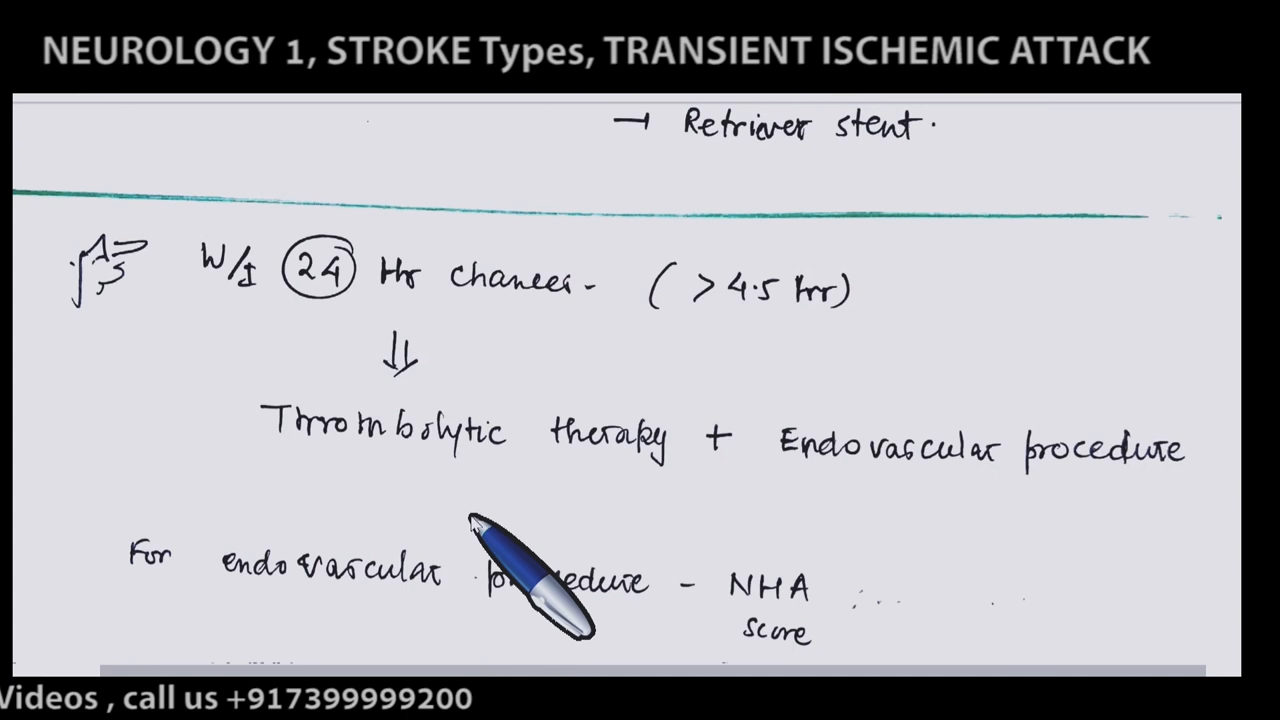 NEUROLOGY 1, STROKE Types, TRANSIENT ISCHEMIC ATTACK
→ Retriever stent.
W/I 24 Hr chances - ( > 4.5 hr)
⇓
Thrombolytic therapy + Endovascular procedure
For endovascular procedure - NHA
score
Videos , call us +917399999200